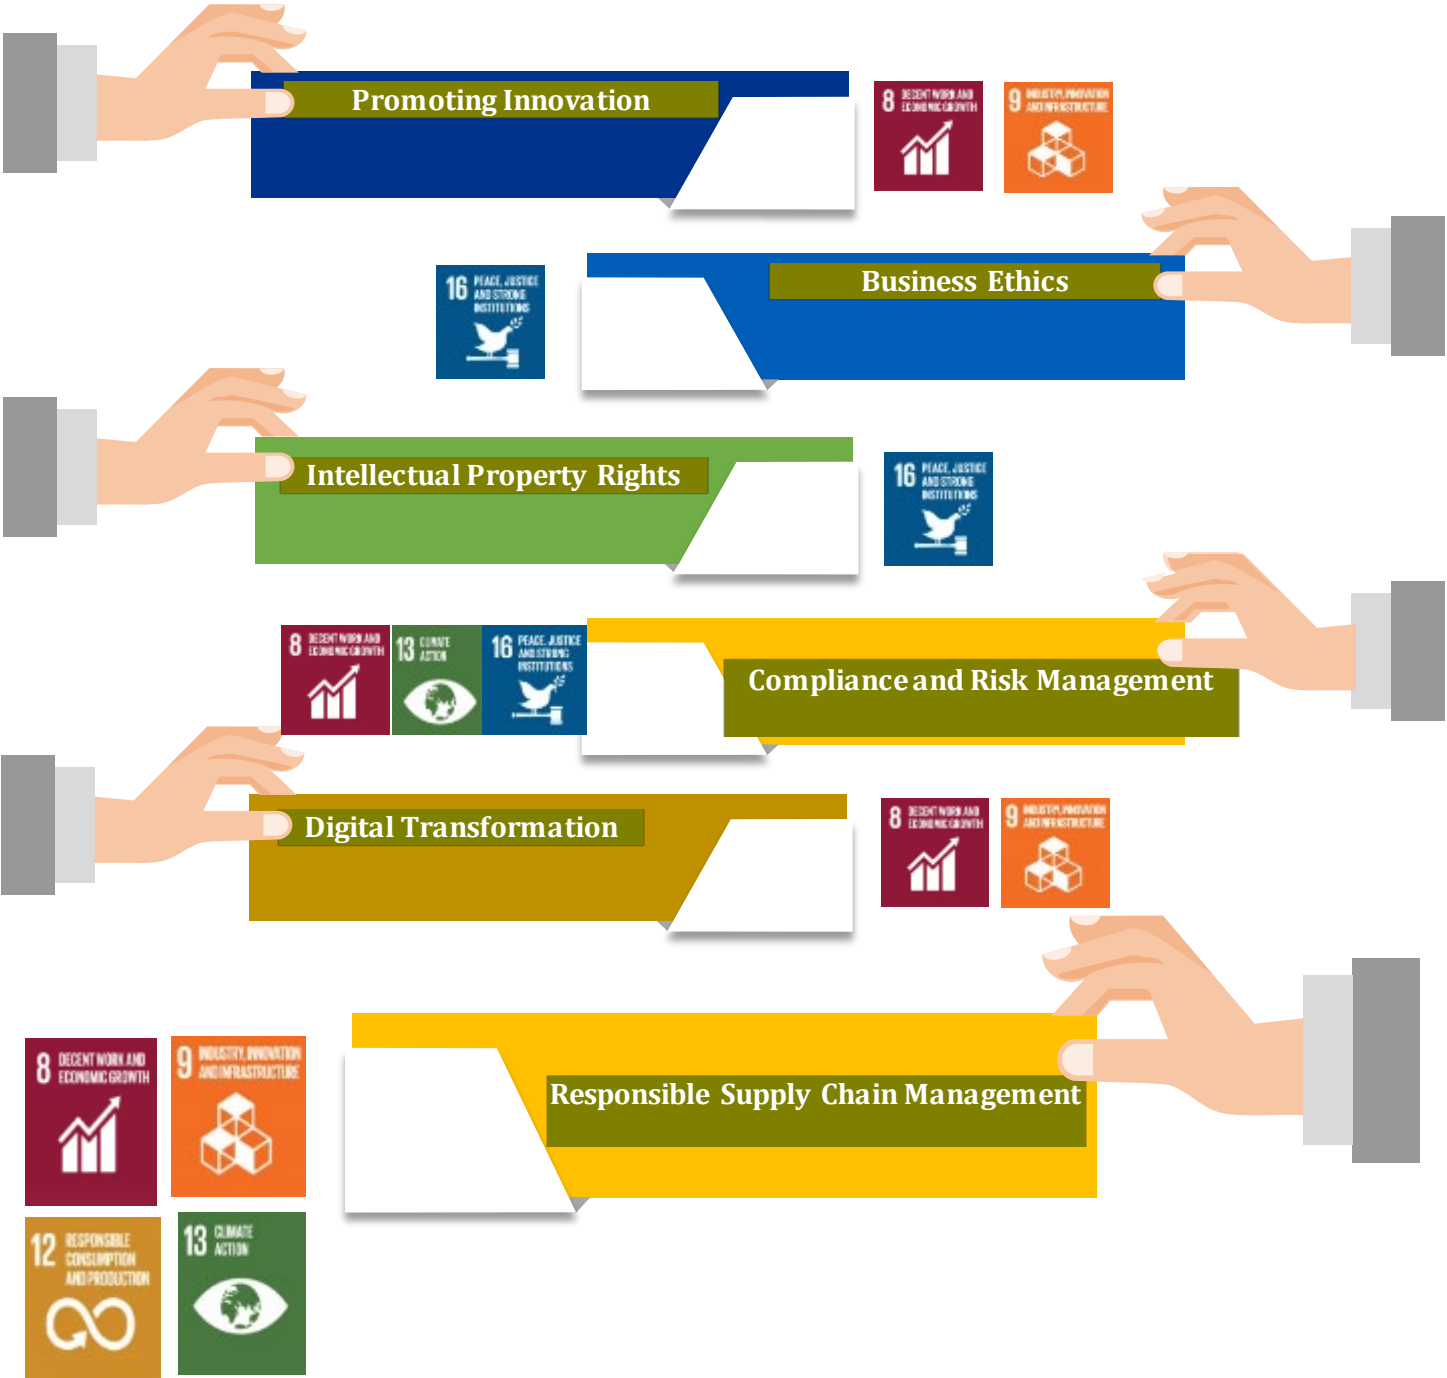 Promoting Innovation
8 DECENT WORK AND
ECONOMIC GROWTH
9 INDUSTRY, INNOVATION
AND INFRASTRUCTURE
16 PEACE, JUSTICE
AND STRONG
INSTITUTIONS
Business Ethics
Intellectual Property Rights
16 PEACE, JUSTICE
AND STRONG
INSTITUTIONS
8 DECENT WORK AND
ECONOMIC GROWTH
13 CLIMATE
ACTION
16 PEACE, JUSTICE
AND STRONG
INSTITUTIONS
Compliance and Risk Management
Digital Transformation
8 DECENT WORK AND
ECONOMIC GROWTH
9 INDUSTRY, INNOVATION
AND INFRASTRUCTURE
8 DECENT WORK AND
ECONOMIC GROWTH
9 INDUSTRY, INNOVATION
AND INFRASTRUCTURE
Responsible Supply Chain Management
12 RESPONSIBLE
CONSUMPTION
AND PRODUCTION
13 CLIMATE
ACTION